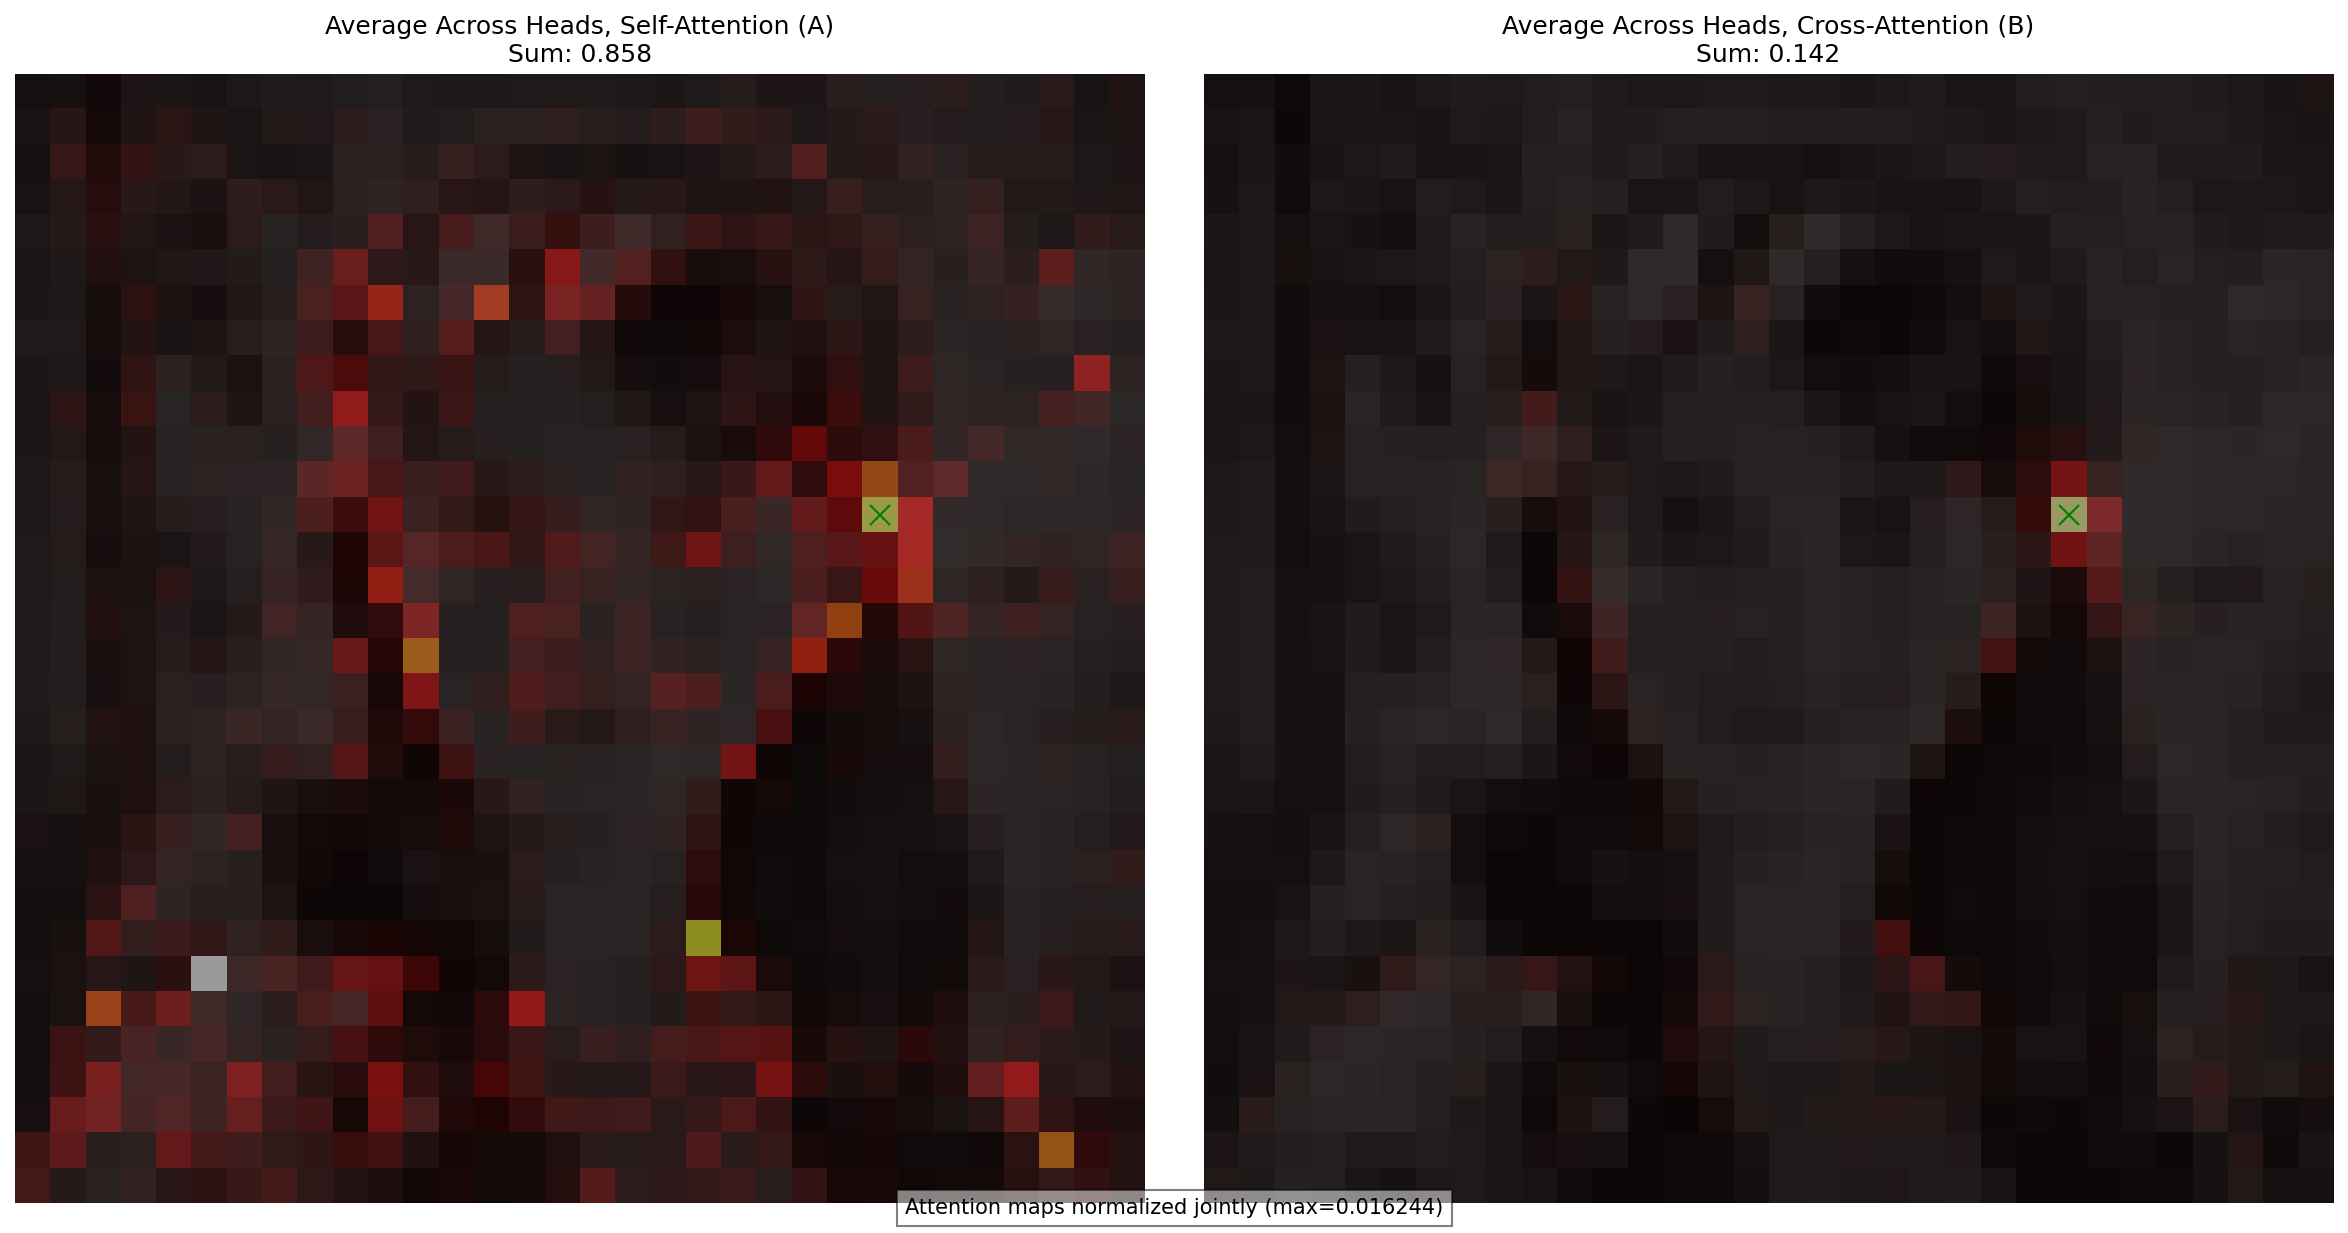 Average Across Heads, Self-Attention (A)
Sum: 0.858
Average Across Heads, Cross-Attention (B)
Sum: 0.142
Attention maps normalized jointly (max=0.016244)